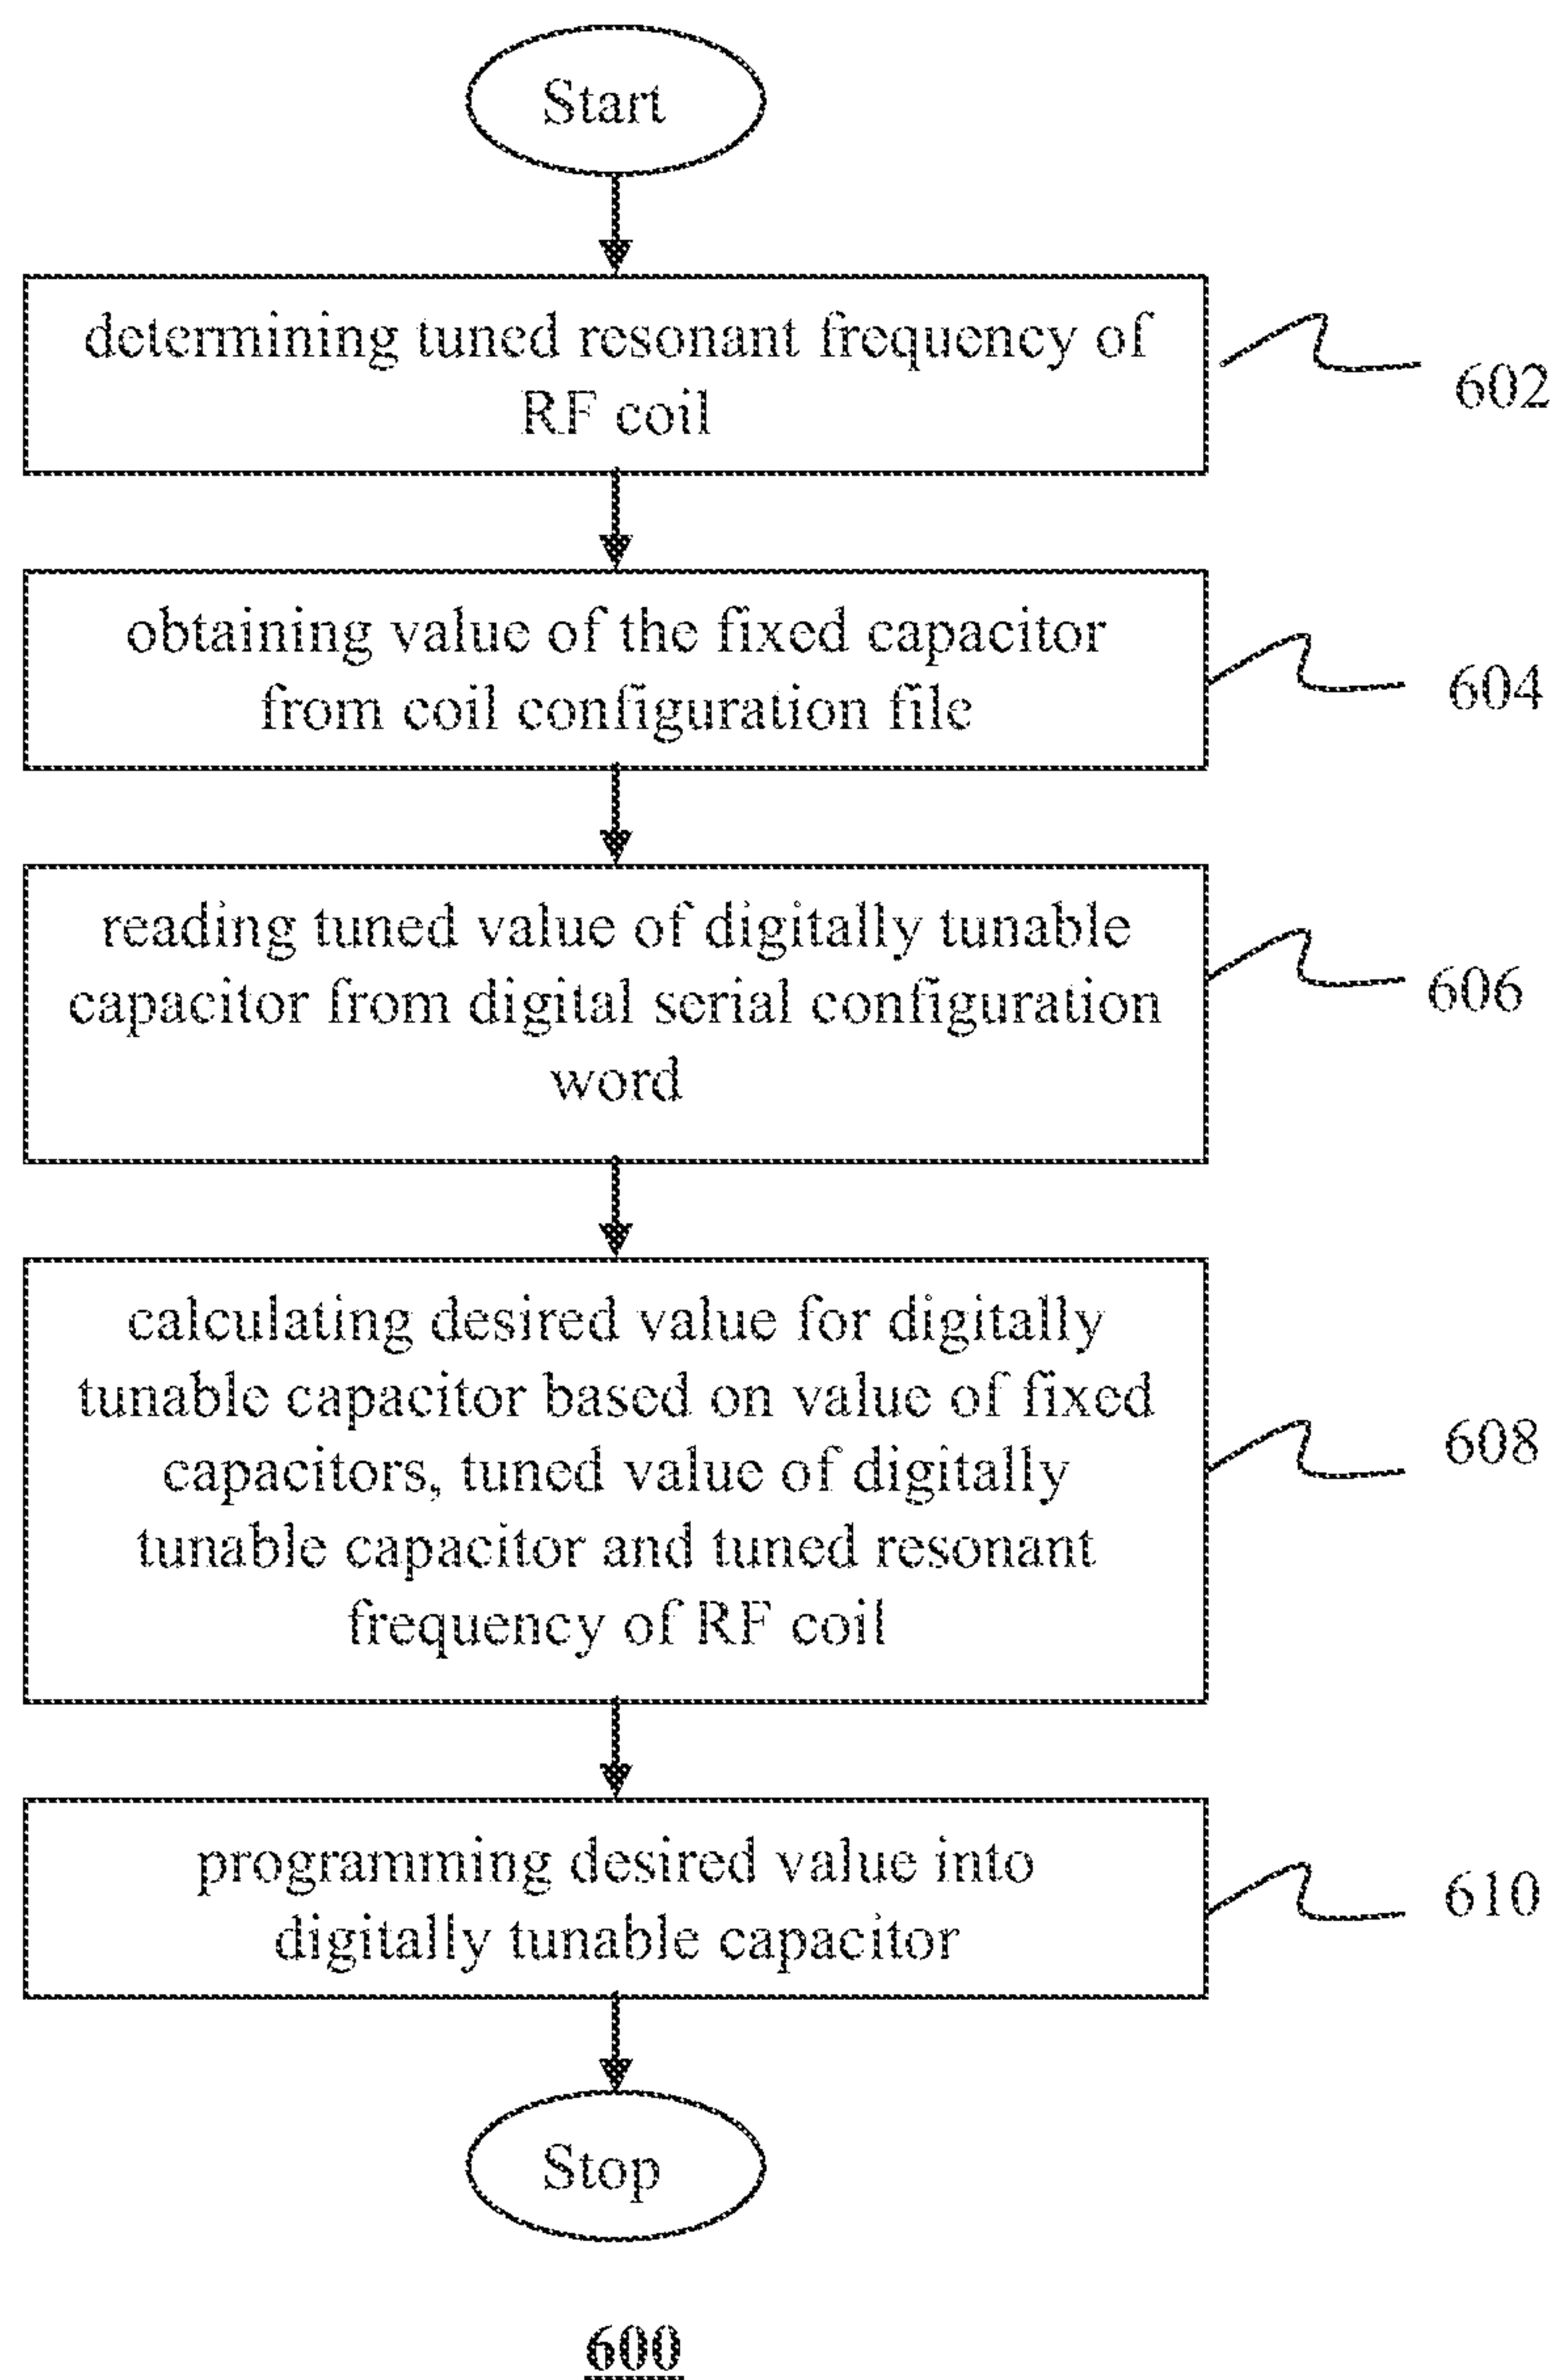 Start
determining tuned resonant frequency of
RF coil
602
obtaining value of the fixed capacitor
from coil configuration file
604
reading tuned value of digitally tunable
capacitor from digital serial configuration
word
606
calculating desired value for digitally
tunable capacitor based on value of fixed
capacitors, tuned value of digitally
tunable capacitor and tuned resonant
frequency of RF coil
608
programming desired value into
digitally tunable capacitor
610
Stop
600